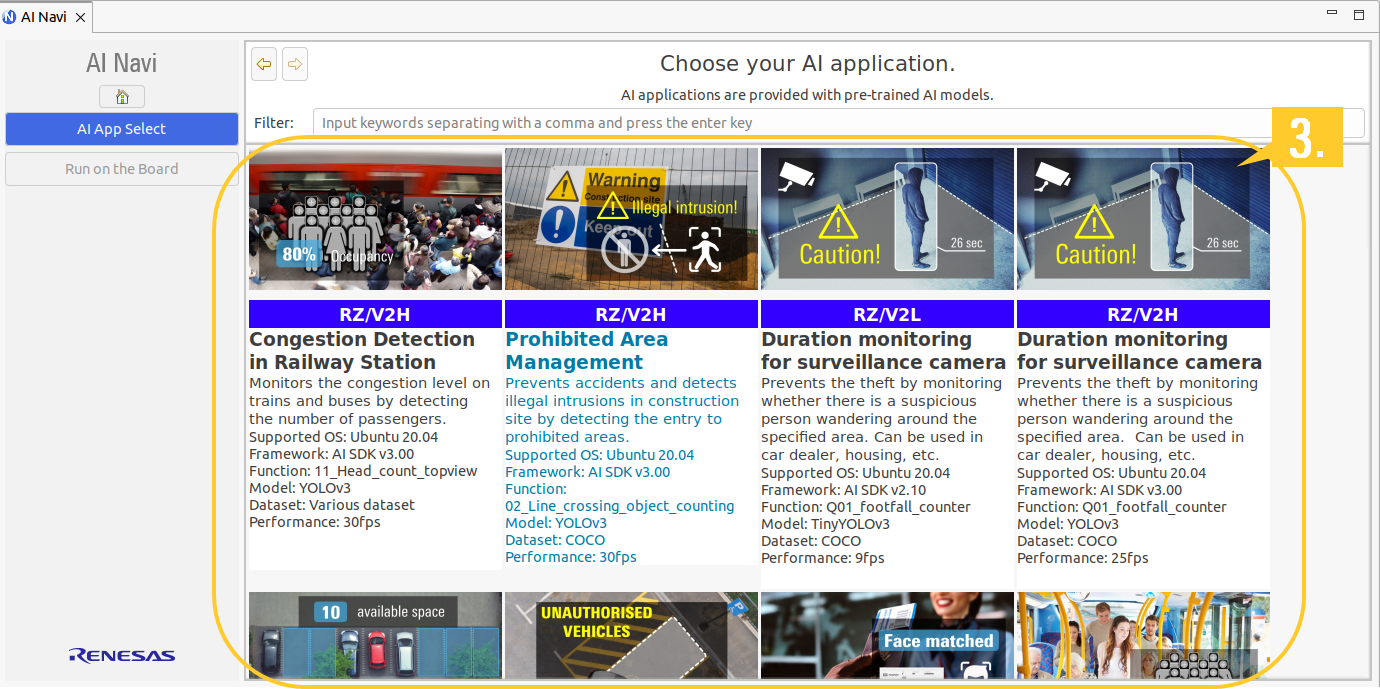 AI Navi
AI Navi
AI App Select
Run on the Board
RENESAS
Choose your AI application.
AI applications are provided with pre-trained AI models.
Filter:
Input keywords separating with a comma and press the enter key
3.
80% Occupancy
RZ/V2H
Congestion Detection
in Railway Station
Monitors the congestion level on
trains and buses by detecting
the number of passengers.
Supported OS: Ubuntu 20.04
Framework: AI SDK v3.00
Function: 11_Head_count_topview
Model: YOLOv3
Dataset: Various dataset
Performance: 30fps
Warning
Construction site
Illegal intrusion!
Keep out
RZ/V2H
Prohibited Area
Management
Prevents accidents and detects
illegal intrusions in construction
site by detecting the entry to
prohibited areas.
Supported OS: Ubuntu 20.04
Framework: AI SDK v3.00
Function:
02_Line_crossing_object_counting
Model: YOLOv3
Dataset: COCO
Performance: 30fps
26 sec
Caution!
RZ/V2L
Duration monitoring
for surveillance camera
Prevents the theft by monitoring
whether there is a suspicious
person wandering around the
specified area. Can be used in
car dealer, housing, etc.
Supported OS: Ubuntu 20.04
Framework: AI SDK v2.10
Function: Q01_footfall_counter
Model: TinyYOLOv3
Dataset: COCO
Performance: 9fps
26 sec
Caution!
RZ/V2H
Duration monitoring
for surveillance camera
Prevents the theft by monitoring
whether there is a suspicious
person wandering around the
specified area.  Can be used in
car dealer, housing, etc.
Supported OS: Ubuntu 20.04
Framework: AI SDK v3.00
Function: Q01_footfall_counter
Model: YOLOv3
Dataset: COCO
Performance: 25fps
10 available space
UNAUTHORISED
VEHICLES
P
Face matched